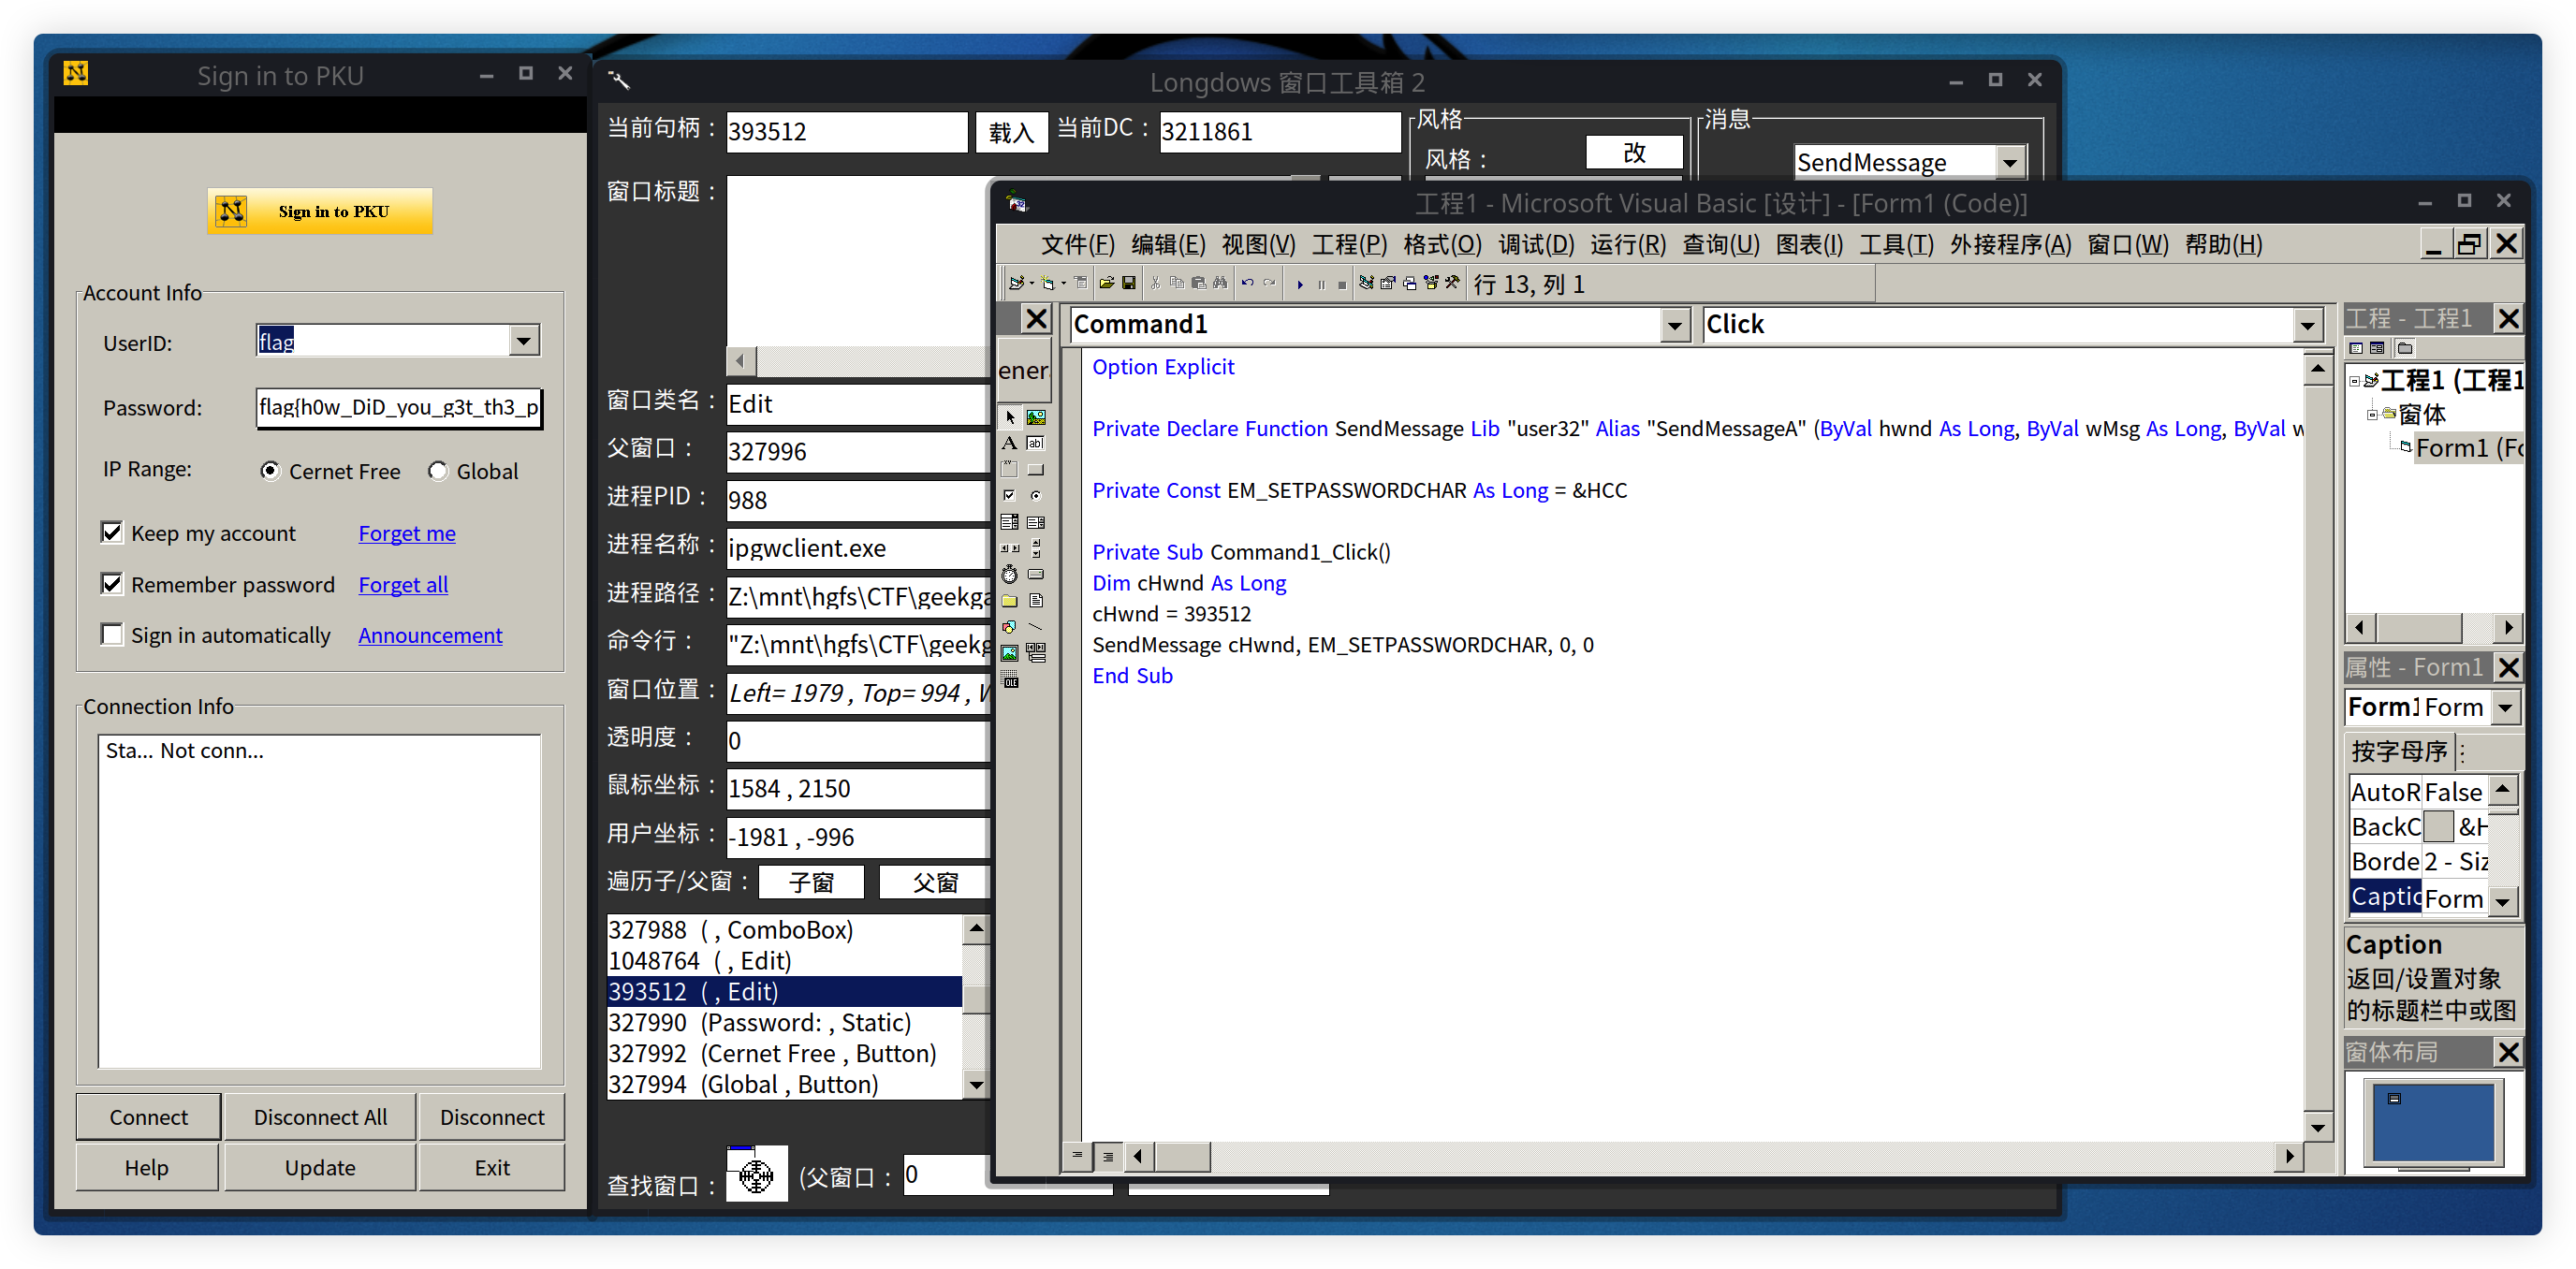 Sign in to PKU
Sign in to PKU
Account Info
UserID:
flag
Password:
flag{h0w_DiD_you_g3t_th3_p
IP Range:
Cernet Free
Global
Keep my account
Forget me
Remember password
Forget all
Sign in automatically
Announcement
Connection Info
Sta... Not conn...
Connect
Disconnect All
Disconnect
Help
Update
Exit
Longdows 窗口工具箱 2
当前句柄：
393512
载入
当前DC：
3211861
风格
风格：
改
消息
SendMessage
窗口标题：
窗口类名：
Edit
父窗口：
327996
进程PID：
988
进程名称：
ipgwclient.exe
进程路径：
Z:\mnt\hgfs\CTF\geekga
命令行：
"Z:\mnt\hgfs\CTF\geekg
窗口位置：
Left= 1979 , Top= 994 ,
透明度：
0
鼠标坐标：
1584 , 2150
用户坐标：
-1981 , -996
遍历子/父窗：
子窗
父窗
327988 ( , ComboBox)
1048764 ( , Edit)
393512 ( , Edit)
327990 (Password: , Static)
327992 (Cernet Free , Button)
327994 (Global , Button)
查找窗口：
(父窗口：
0
工程1 - Microsoft Visual Basic [设计] - [Form1 (Code)]
文件(F) 编辑(E) 视图(V) 工程(P) 格式(O) 调试(D) 运行(R) 查询(U) 图表(I) 工具(T) 外接程序(A) 窗口(W) 帮助(H)
行 13, 列 1
ener
Command1
Click
Option Explicit
Private Declare Function SendMessage Lib "user32" Alias "SendMessageA" (ByVal hwnd As Long, ByVal wMsg As Long, ByVal w
Private Const EM_SETPASSWORDCHAR As Long = &HCC
Private Sub Command1_Click()
Dim cHwnd As Long
cHwnd = 393512
SendMessage cHwnd, EM_SETPASSWORDCHAR, 0, 0
End Sub
工程 - 工程1
工程1 (工程1
窗体
Form1 (Fo
属性 - Form1
Form1 Form
按字母序
AutoR False
BackC &H
Borde 2 - Siz
Captic Form
Caption
返回/设置对象
的标题栏中或图
窗体布局